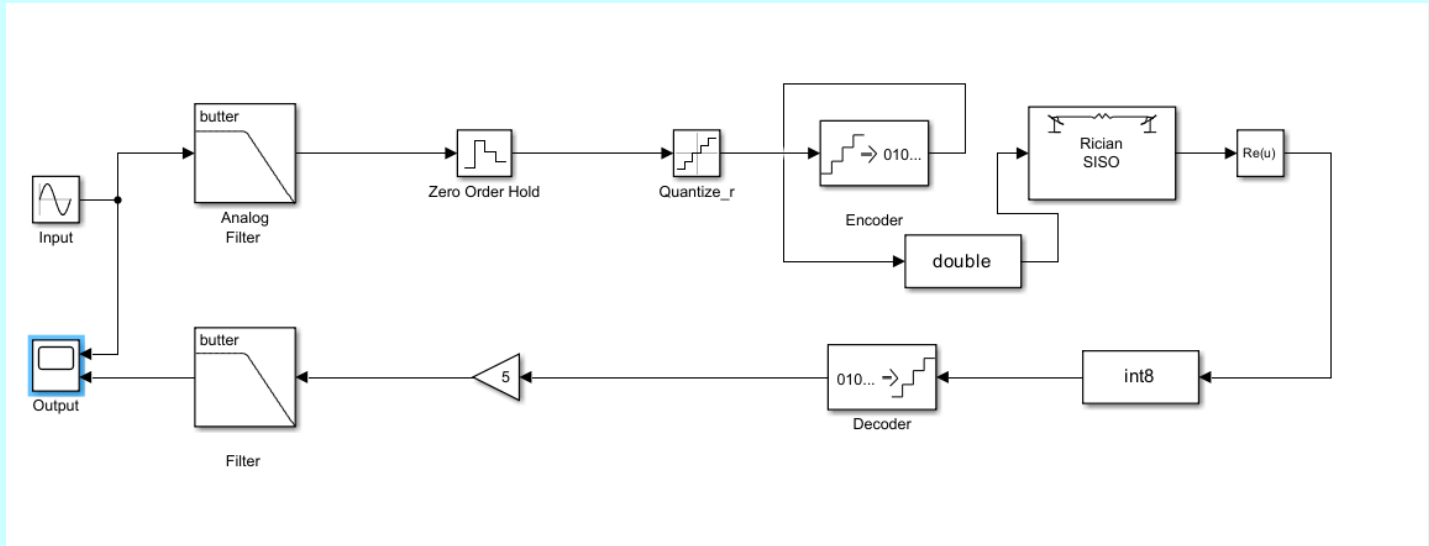 butter
Analog
Filter
Input
Zero Order Hold
Quantize_r
010...
Encoder
double
Rician
SISO
Re(u)
Output
butter
Filter
5
010...
Decoder
int8